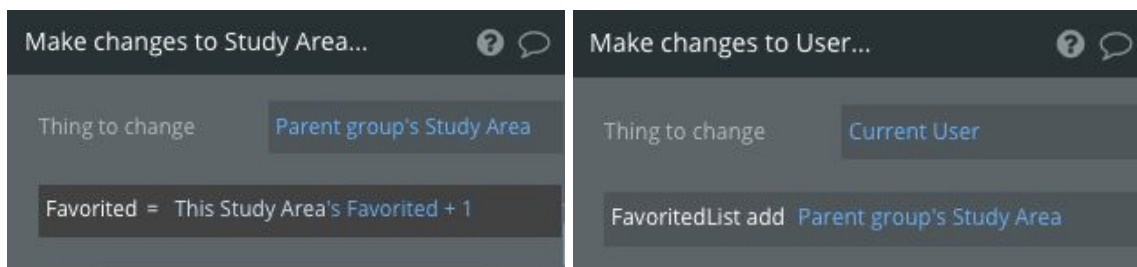 Make changes to Study Area...
Thing to change Parent group's Study Area
Favorited = This Study Area's Favorited + 1
Make changes to User...
Thing to change Current User
FavoritedList add Parent group's Study Area